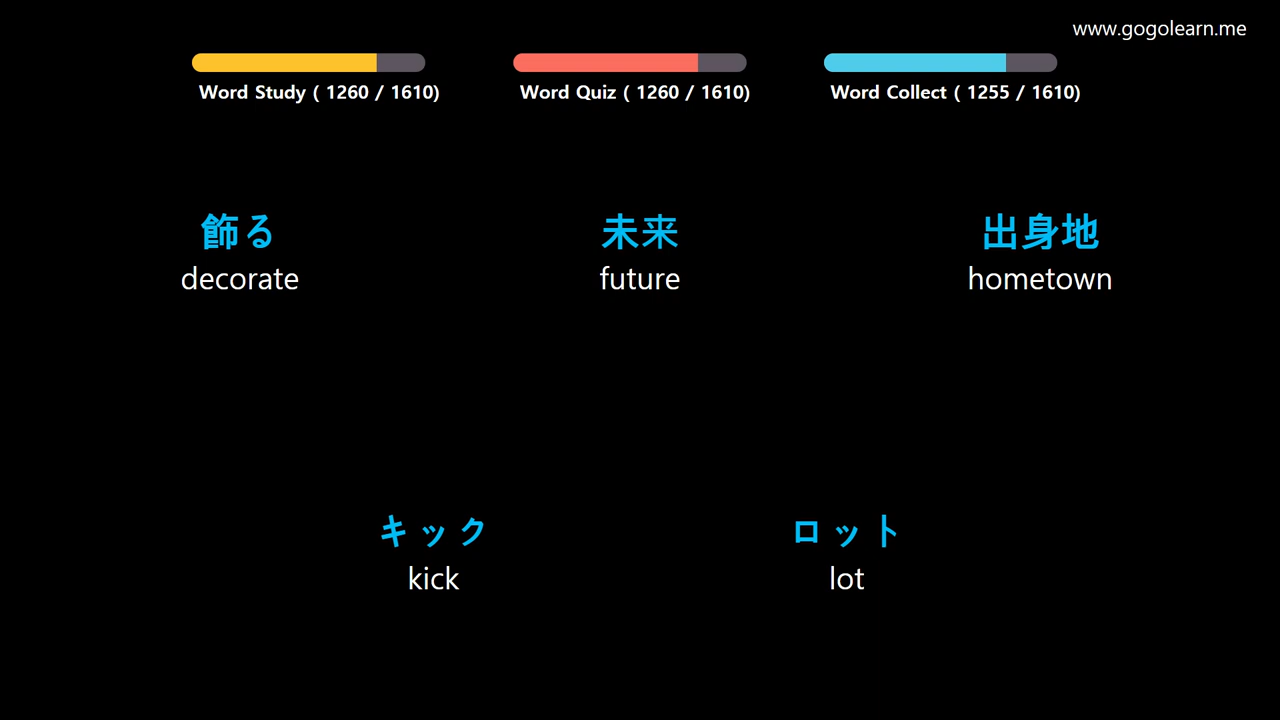 www.gogolearn.me
Word Study ( 1260 / 1610)
Word Quiz ( 1260 / 1610)
Word Collect ( 1255 / 1610)
飾る
decorate
未来
future
出身地
hometown
キック
kick
ロット
lot